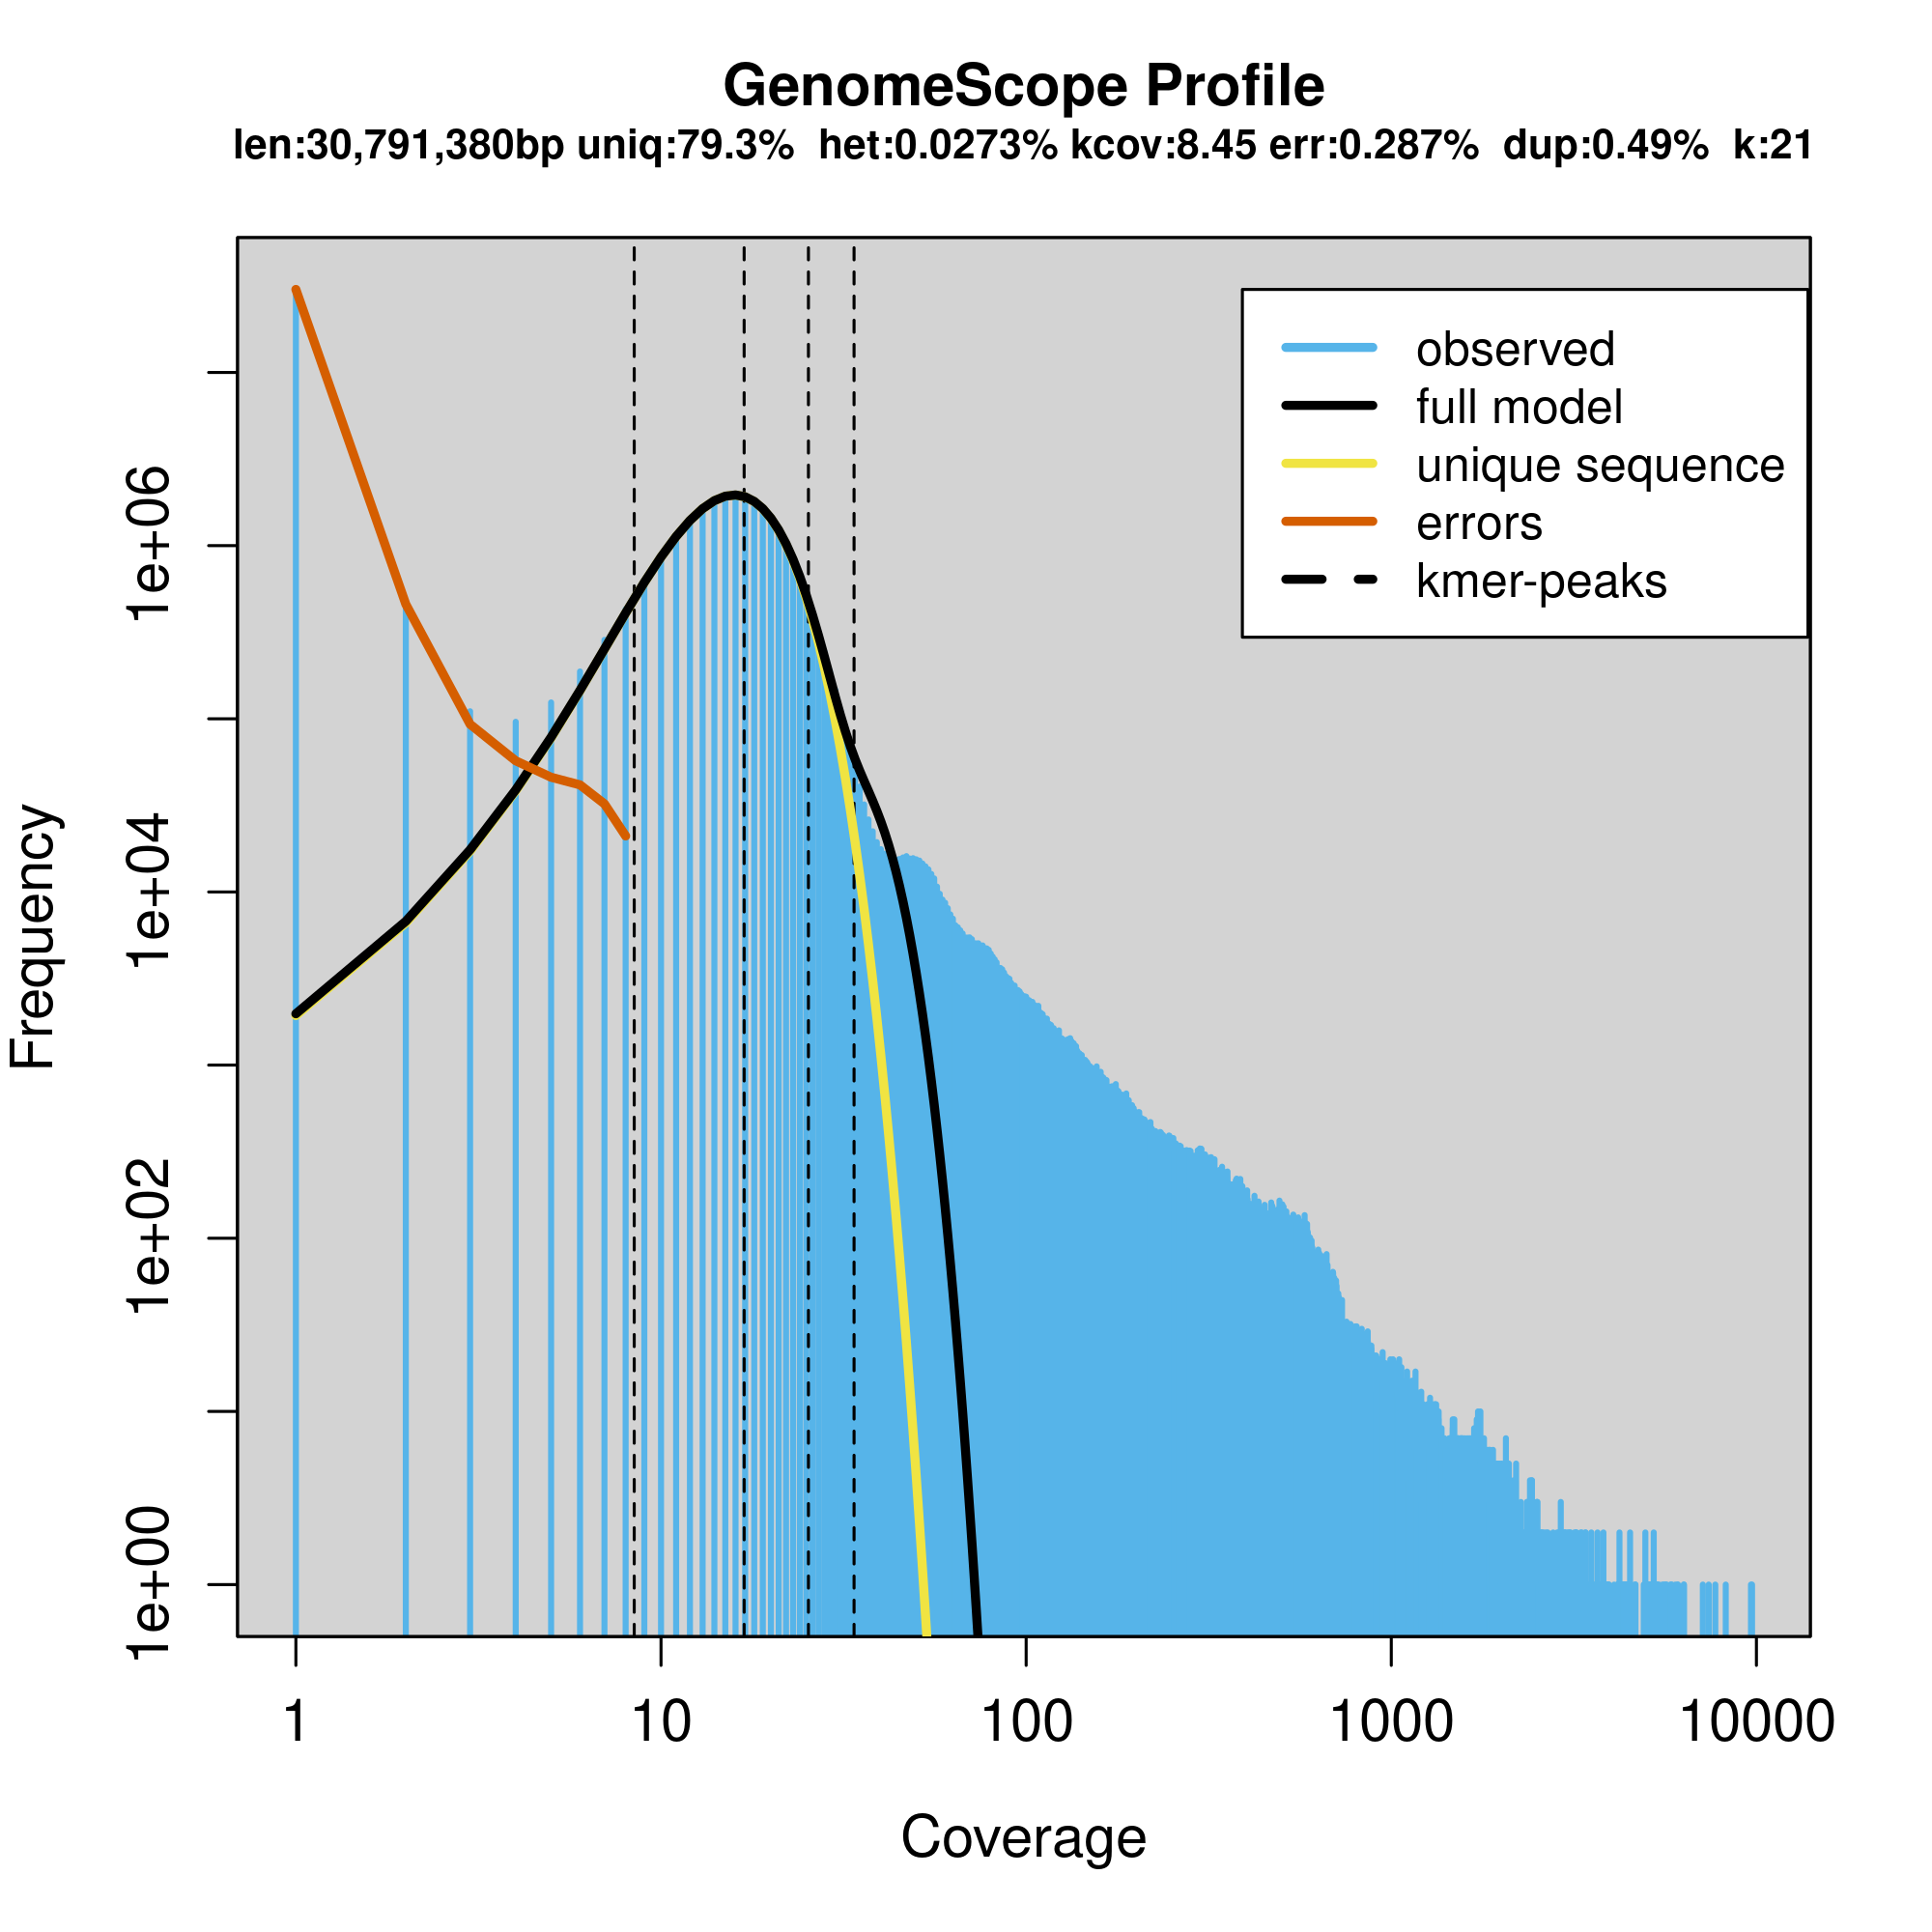 GenomeScope Profile
len:30,791,380bp uniq:79.3% het:0.0273% kcov:8.45 err:0.287% dup:0.49% k:21
observed
full model
unique sequence
errors
kmer-peaks
Frequency
1e+06
1e+04
1e+02
1e+00
1 10 100 1000 10000
Coverage